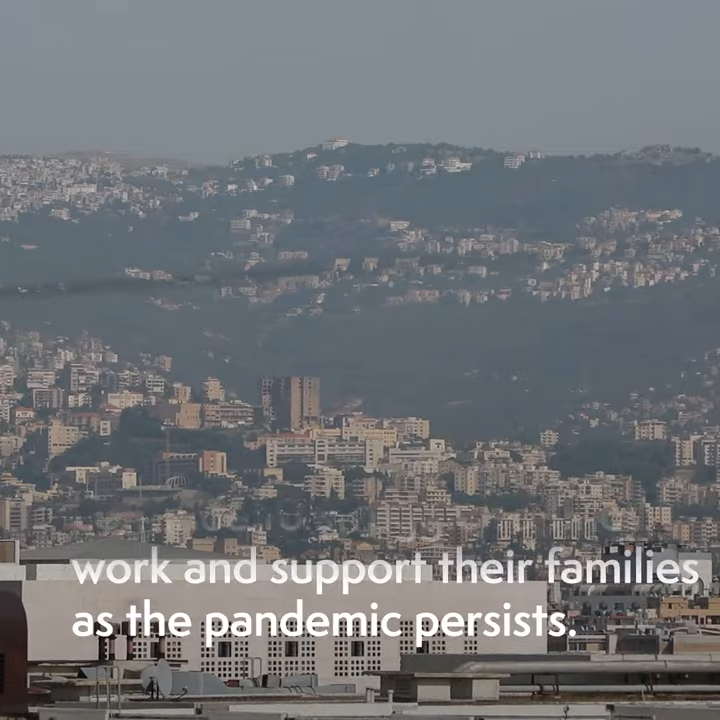 work and support their families
as the pandemic persists.